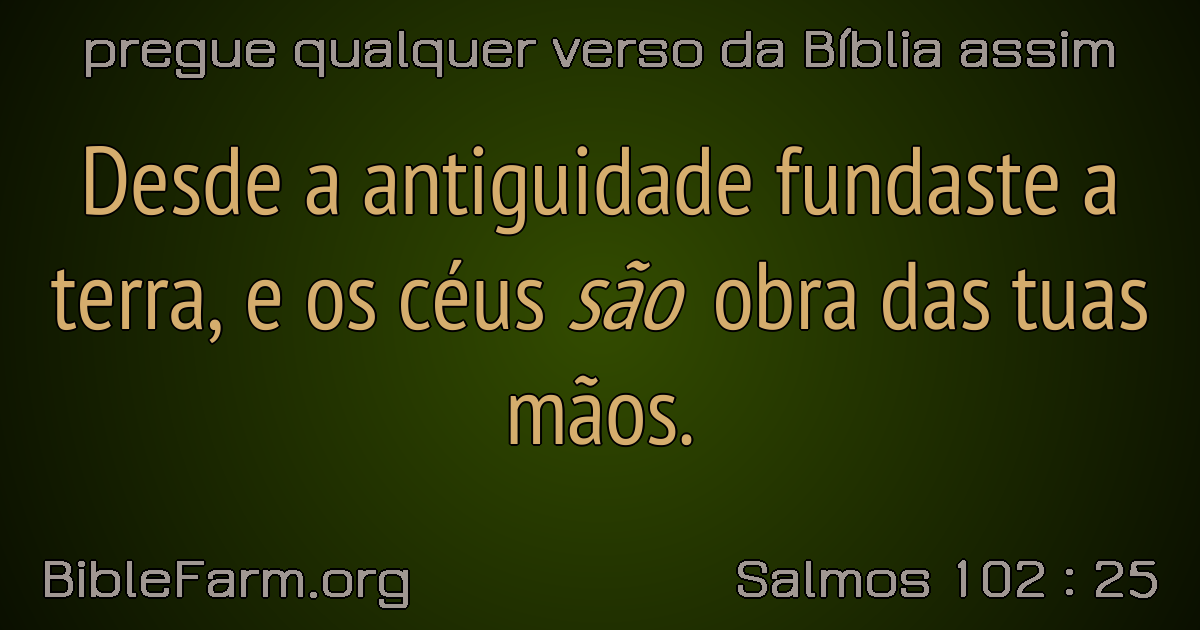 pregue qualquer verso da Bíblia assim
Desde a antiguidade fundaste a
terra, e os céus são obra das tuas
mãos.
BibleFarm.org
Salmos 102 : 25